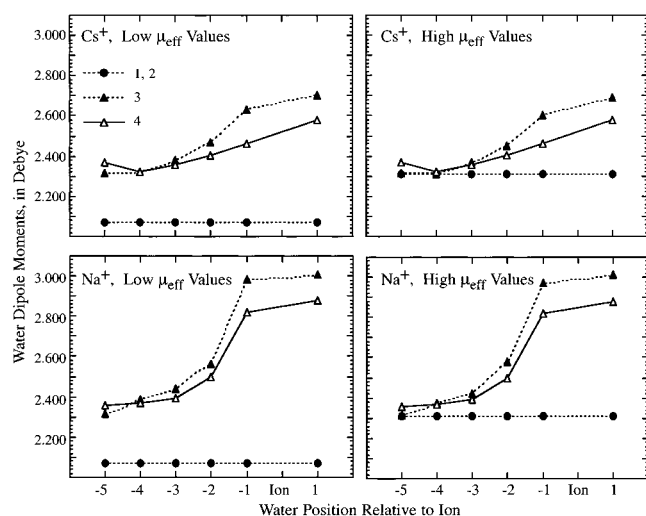 Cs+, Low μeff Values
Cs+, High μeff Values
1, 2
3
4
3.000
2.800
2.600
2.400
2.200
Na+, Low μeff Values
Na+, High μeff Values
3.000
2.800
2.600
2.400
2.200
Water Dipole Moments, in Debye
-5 -4 -3 -2 -1 Ion 1
-5 -4 -3 -2 -1 Ion 1
Water Position Relative to Ion